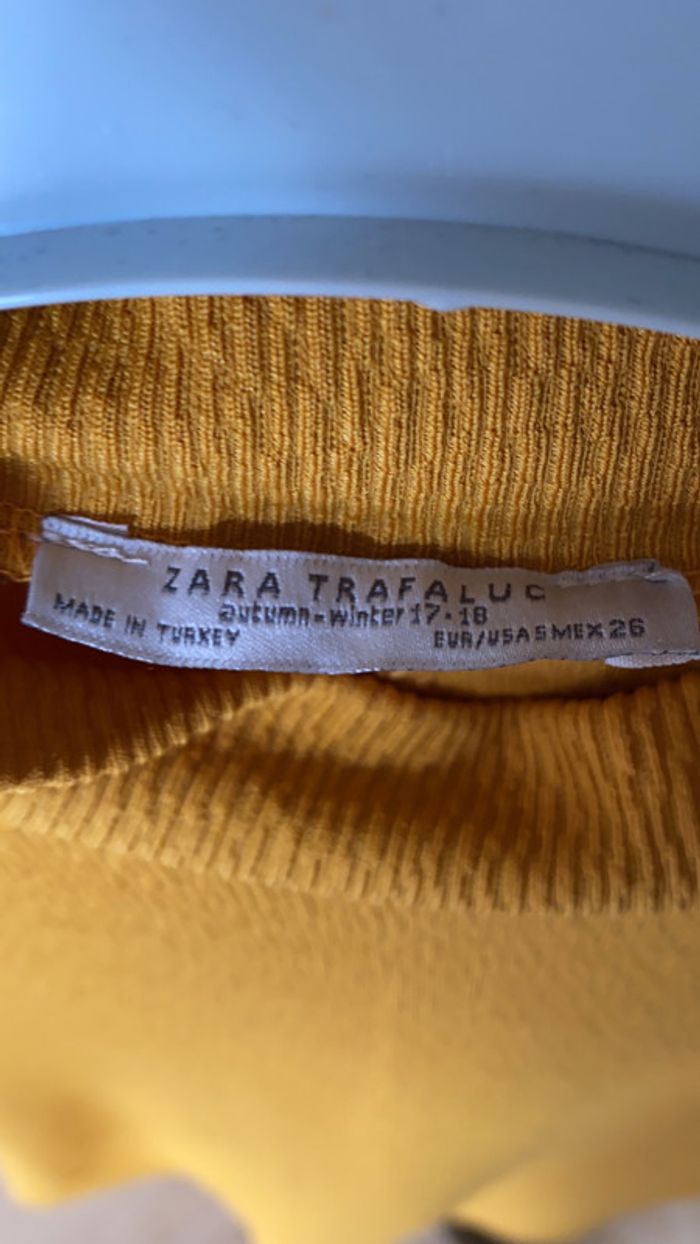 ZARA TRAFALUC
autumn-winter 17-18
MADE IN TURKEY
EUR/USA S MEX 26